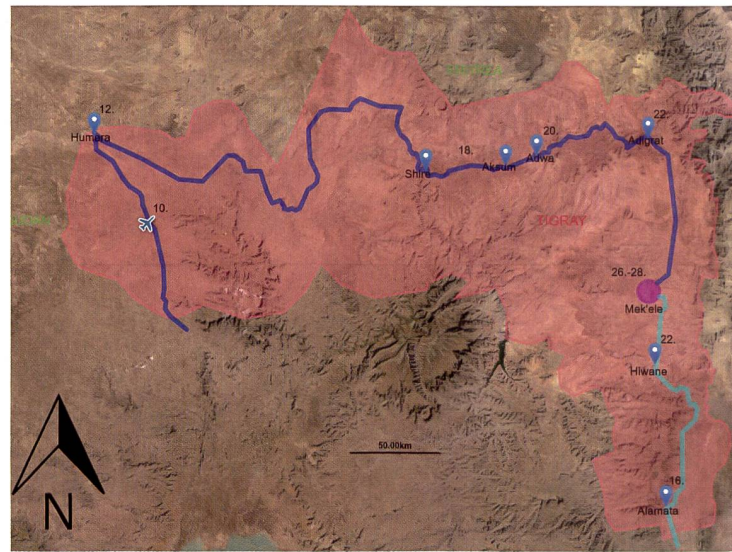 12.
Humera
10.
Shire
18.
Aksum
20.
Adwa
22.
Adigrat
TIGRAY
26.-28.
Mek'ele
22.
Hiwane
50.00km
16.
Alamata
N